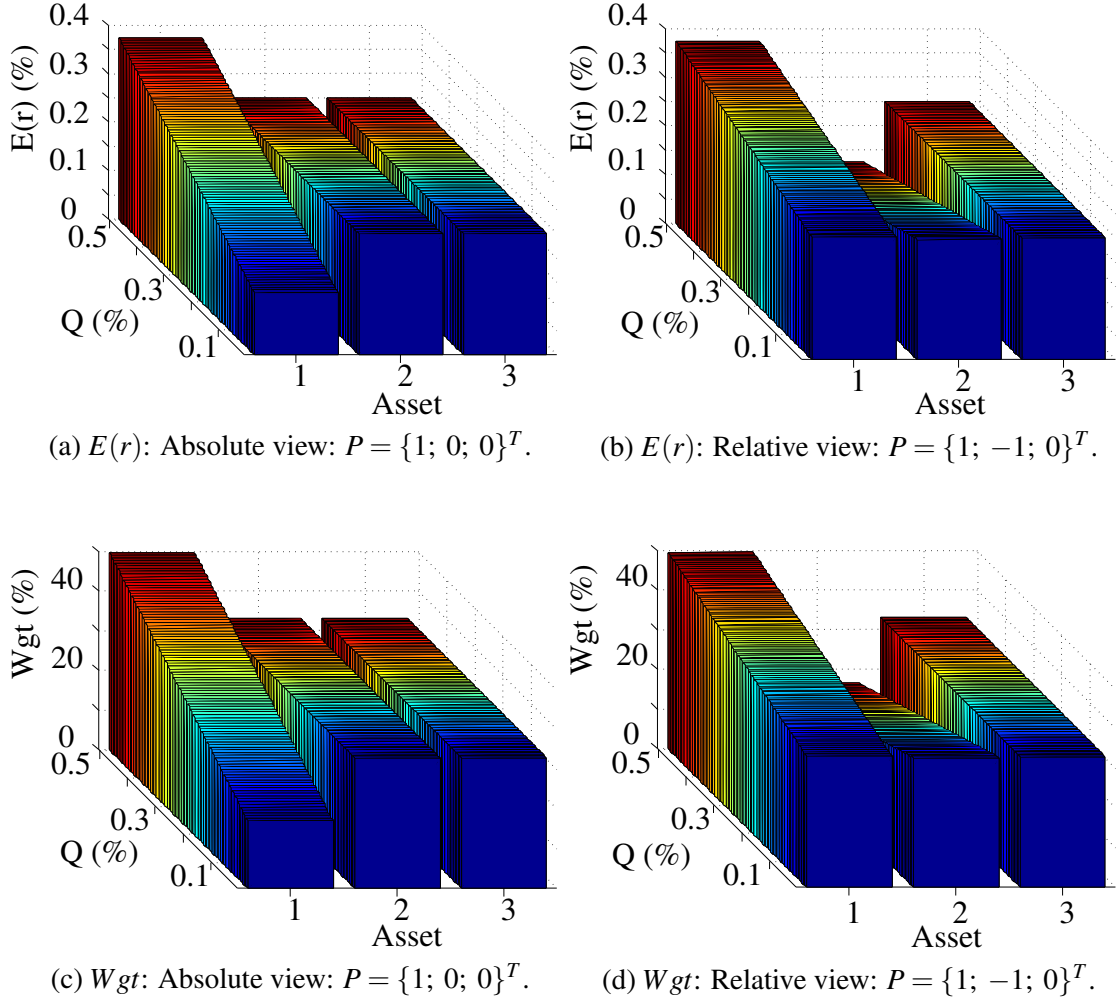 0.4
0.3
0.2
0.1
0
E(r) (%)
0.5
0.3
0.1
Q (%)
1
2
3
Asset
(a) E(r): Absolute view: P = {1; 0; 0}^T.
0.4
0.3
0.2
0.1
0
E(r) (%)
0.5
0.3
0.1
Q (%)
1
2
3
Asset
(b) E(r): Relative view: P = {1; −1; 0}^T.
40
20
0
Wgt (%)
0.5
0.3
0.1
Q (%)
1
2
3
Asset
(c) Wgt: Absolute view: P = {1; 0; 0}^T.
40
20
0
Wgt (%)
0.5
0.3
0.1
Q (%)
1
2
3
Asset
(d) Wgt: Relative view: P = {1; −1; 0}^T.